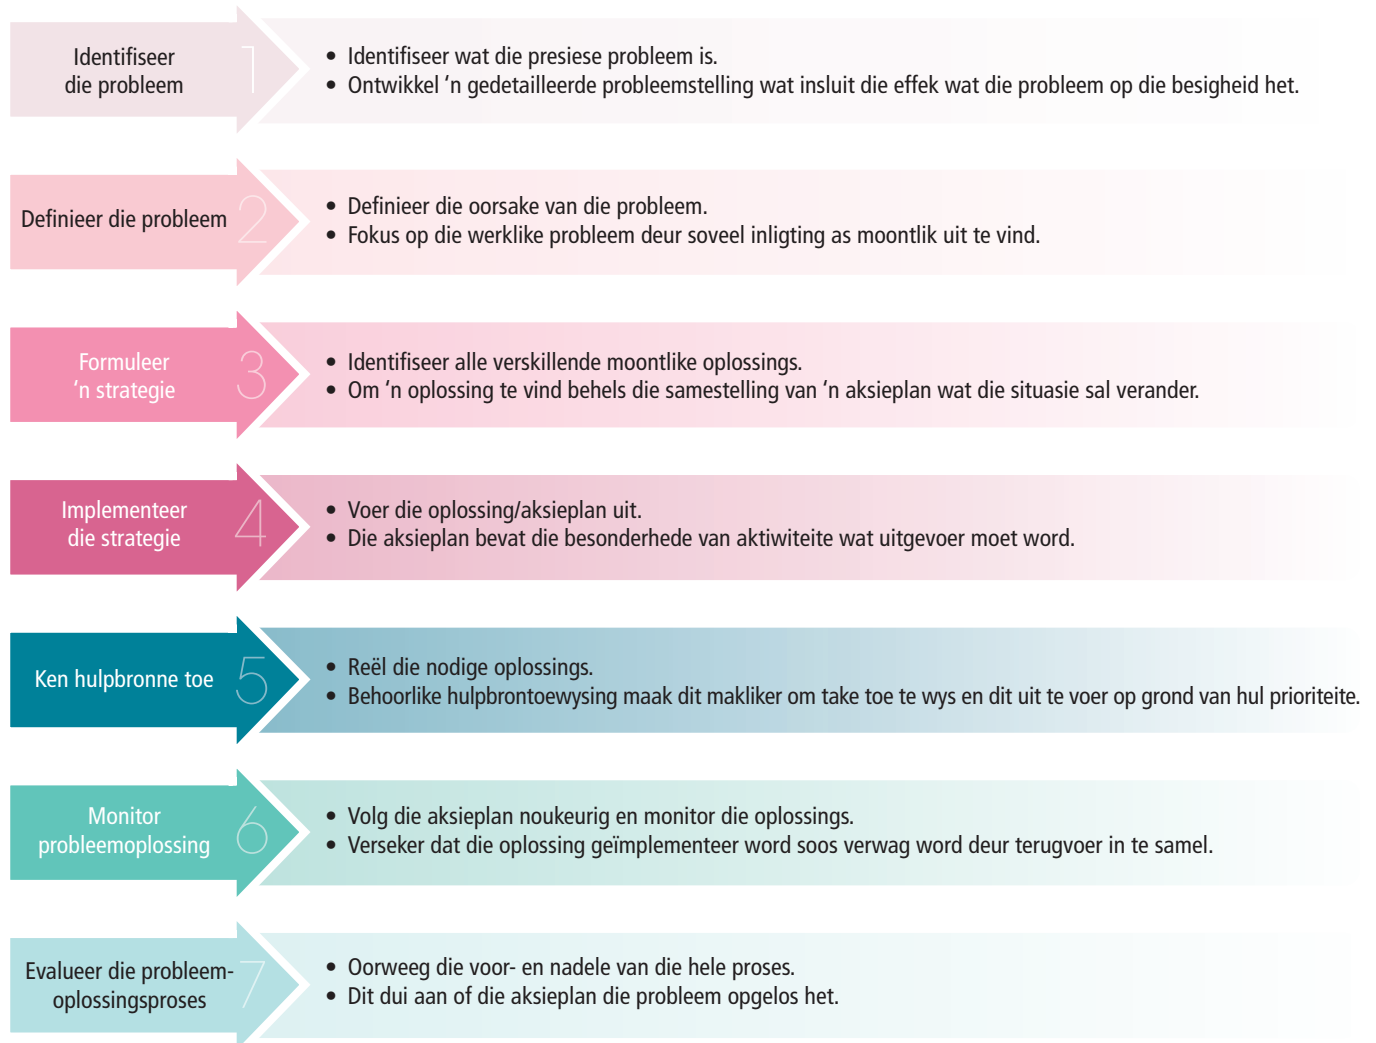 Identifiseer
die probleem
1
• Identifiseer wat die presiese probleem is.
• Ontwikkel ‘n gedetailleerde probleemstelling wat insluit die effek wat die probleem op die besigheid het.
Definieer die probleem
2
• Definieer die oorsake van die probleem.
• Fokus op die werklike probleem deur soveel inligting as moontlik uit te vind.
Formuleer
‘n strategie
3
• Identifiseer alle verskillende moontlike oplossings.
• Om ‘n oplossing te vind behels die samestelling van ‘n aksieplan wat die situasie sal verander.
Implementeer
die strategie
4
• Voer die oplossing/aksieplan uit.
• Die aksieplan bevat die besonderhede van aktiwiteite wat uitgevoer moet word.
Ken hulpbronne toe
5
• Reël die nodige oplossings.
• Behoorlike hulpbrontoewysing maak dit makliker om take toe te wys en dit uit te voer op grond van hul prioriteite.
Monitor
probleemoplossing
6
• Volg die aksieplan noukeurig en monitor die oplossings.
• Verseker dat die oplossing geïmplementeer word soos verwag word deur terugvoer in te samel.
Evalueer die probleem-
oplossingsproses
7
• Oorweeg die voor- en nadele van die hele proses.
• Dit dui aan of die aksieplan die probleem opgelos het.